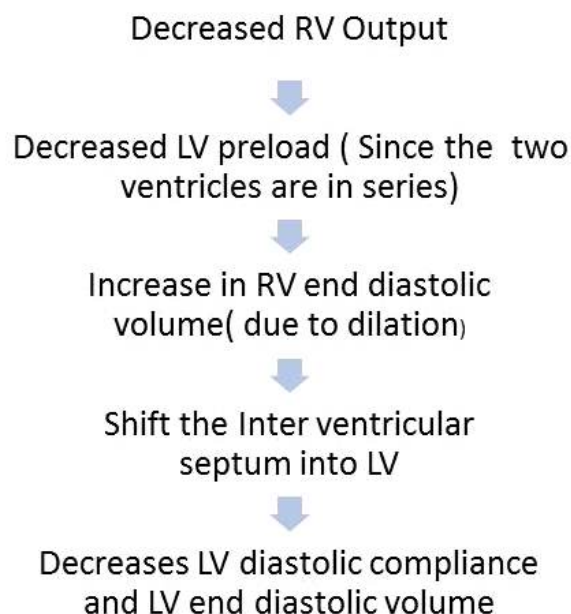 Decreased RV Output
Decreased LV preload ( Since the two
ventricles are in series)
Increase in RV end diastolic
volume( due to dilation)
Shift the Inter ventricular
septum into LV
Decreases LV diastolic compliance
and LV end diastolic volume